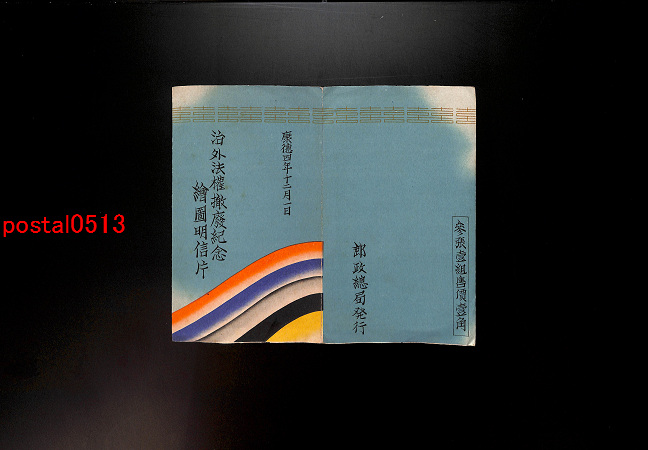 參張壹組售價壹角
郵政總局発行
康德四年十二月一日
治外法權撤廢紀念
繪圖明信片
postal0513